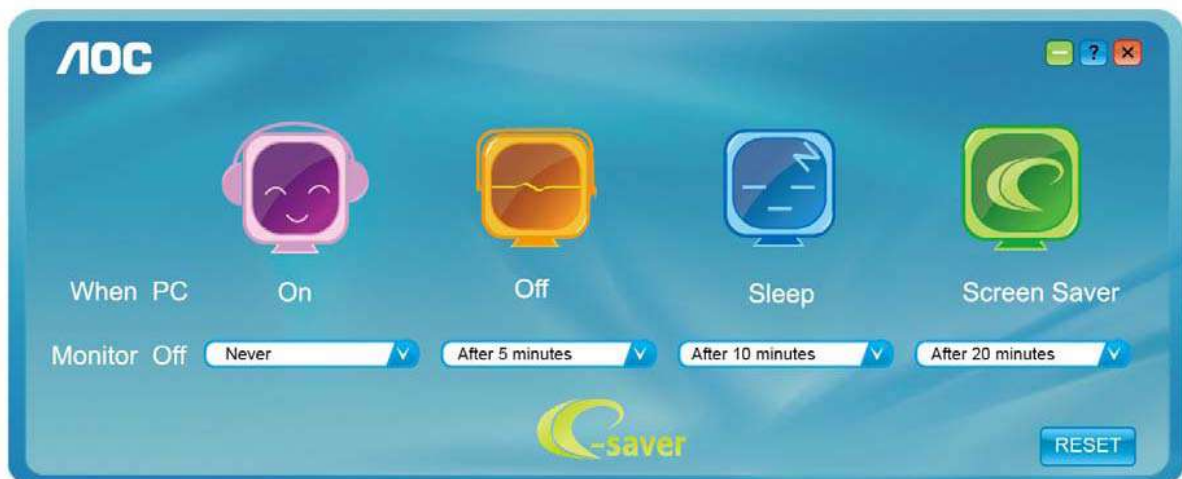 AOC
?
When PC On Off Sleep Screen Saver
Monitor Off Never After 5 minutes After 10 minutes After 20 minutes
e-saver
RESET